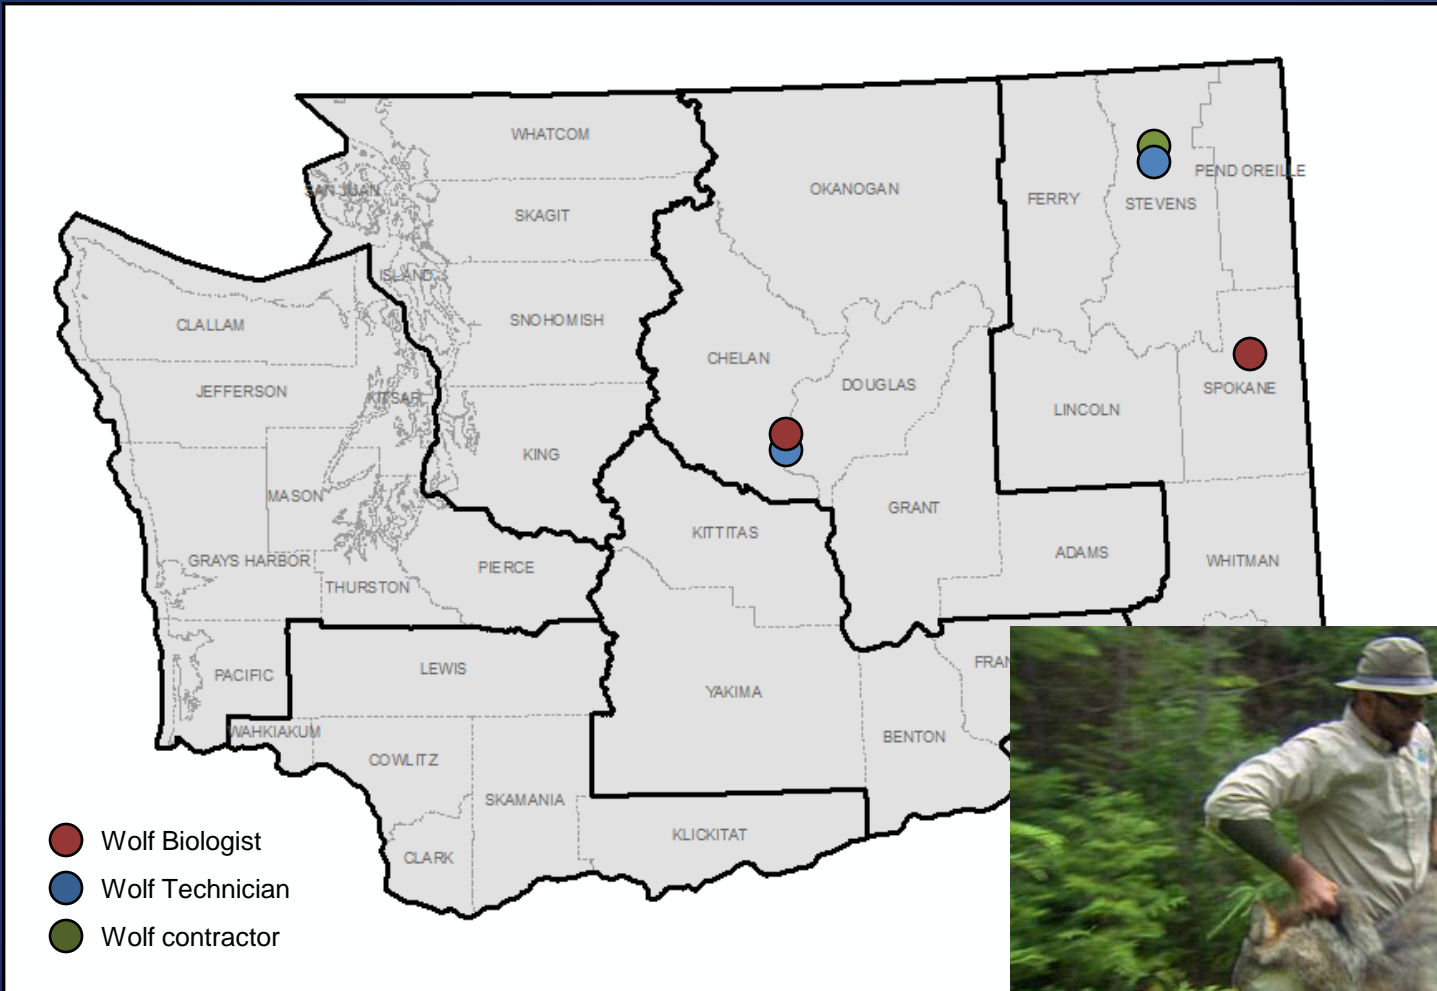 WHATCOM
SAN JUAN
SKAGIT
OKANOGAN
FERRY
STEVENS
PEND OREILLE
ISLAND
CLALLAM
SNOHOMISH
CHELAN
DOUGLAS
JEFFERSON
KITSAP
LINCOLN
SPOKANE
KING
MASON
GRANT
KITTITAS
ADAMS
WHITMAN
GRAYS HARBOR
THURSTON
PIERCE
PACIFIC
LEWIS
YAKIMA
FRAN
WAHKIAKUM
COWLITZ
BENTON
SKAMANIA
KLICKITAT
CLARK
Wolf Biologist
Wolf Technician
Wolf contractor